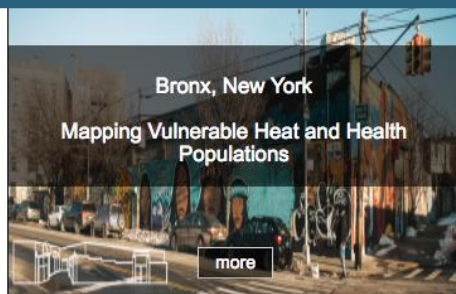 Bronx, New York
Mapping Vulnerable Heat and Health
Populations
more